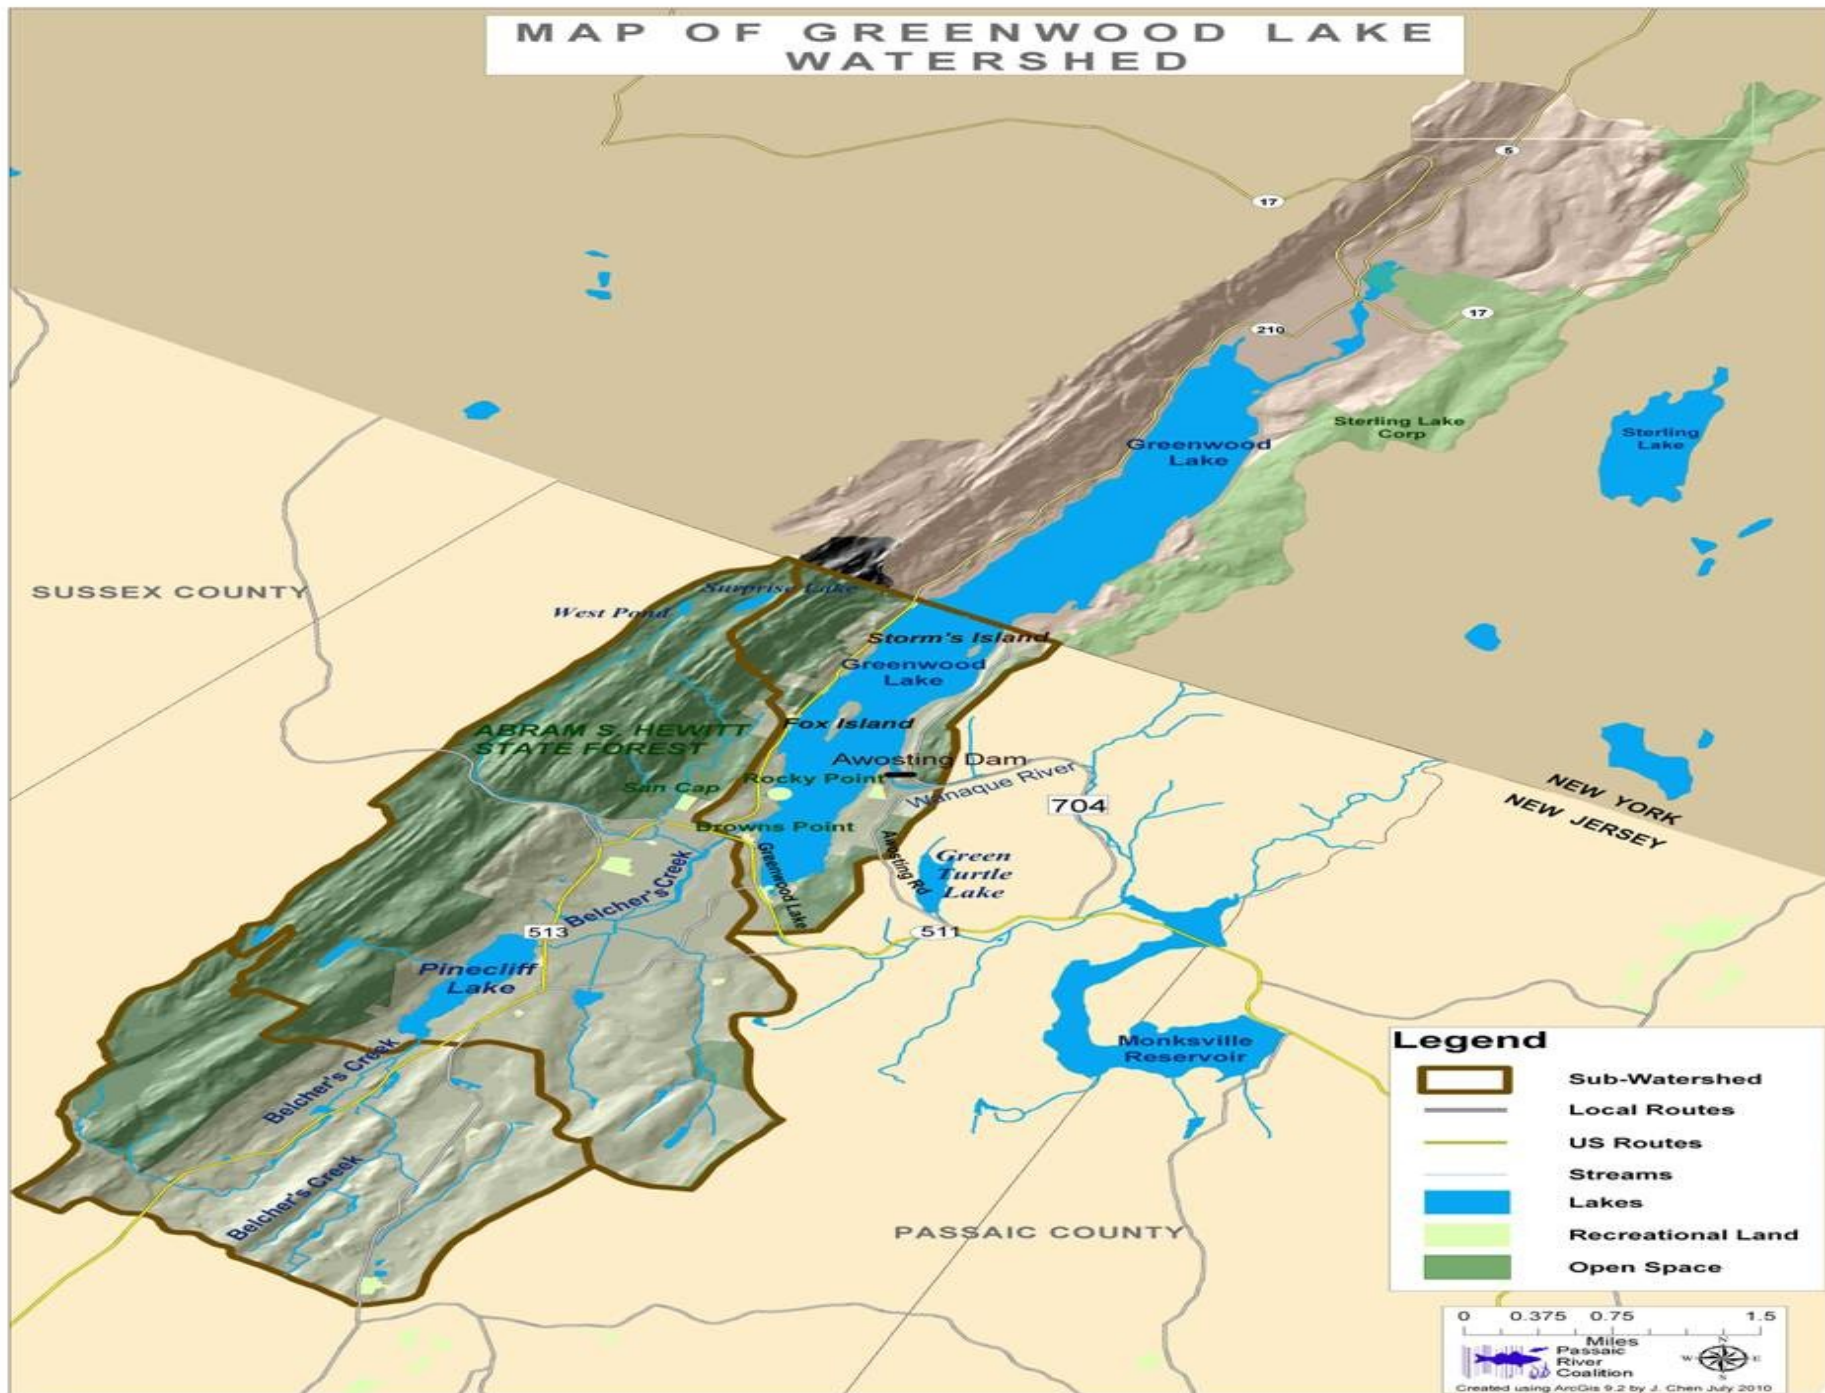 MAP OF GREENWOOD LAKE
WATERSHED
5
17
17
210
Sterling Lake
Corp
Sterling
Lake
Greenwood
Lake
SUSSEX COUNTY
Surprise Lake
West Pond
Storm's Island
Greenwood
Lake
ABRAM S. HEWITT
STATE FOREST
Fox Island
Awosting Dam
Rocky Point
San Cap
Wanaque River
704
NEW YORK
NEW JERSEY
Browns Point
Greenwood Lake
Awosting Rd
Green
Turtle
Lake
Belcher's Creek
513
511
Pinecliff
Lake
Monksville
Reservoir
Belcher's Creek
Belcher's Creek
PASSAIC COUNTY
Legend
Sub-Watershed
Local Routes
US Routes
Streams
Lakes
Recreational Land
Open Space
0 0.375 0.75 1.5
Miles
Passaic
River
Coalition
N
W E
S
Created using ArcGis 9.2 by J. Chen July 2010